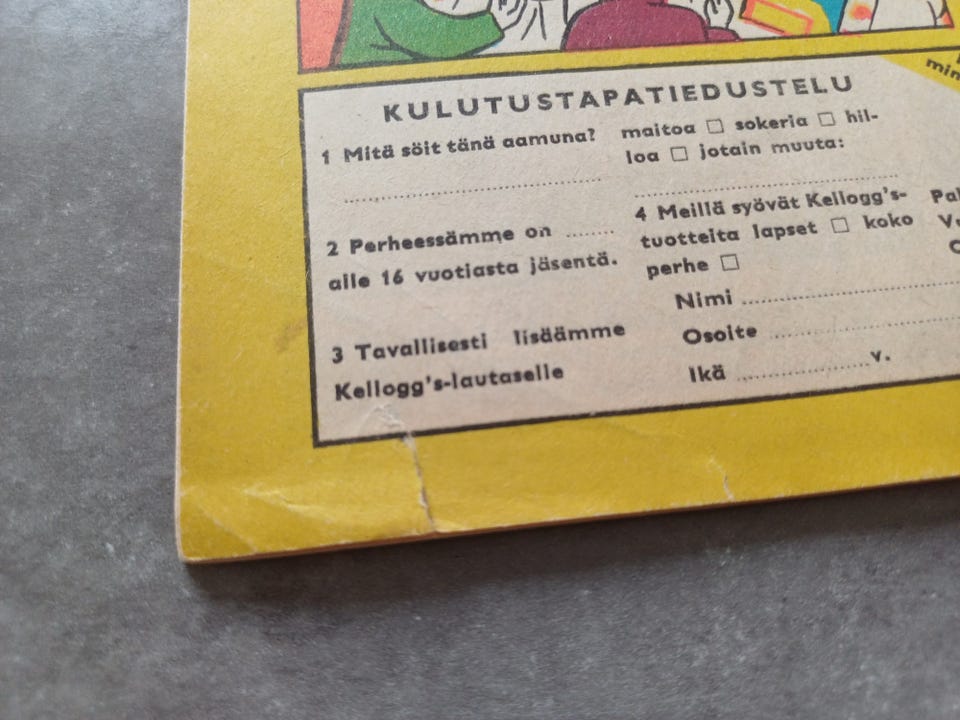 KULUTUSTAPATIEDUSTELU
1 Mitä söit tänä aamuna?
2 Perheessämme on ........
alle 16 vuotiasta jäsentä.
3 Tavallisesti lisäämme
Kellogg's-lautaselle
maitoa □ sokeria □ hil-
loa □ jotain muuta:
4 Meillä syövät Kellogg's-
tuotteita lapset □ koko
perhe □
Nimi
Osoite
Ikä ................... v.